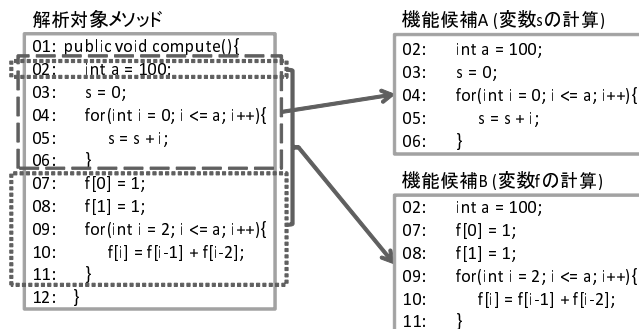 解析対象メソッド
01: public void compute(){
02: int a = 100;
03: s = 0;
04: for(int i = 0; i <= a; i++){
05: s = s + i;
06: }
07: f[0] = 1;
08: f[1] = 1;
09: for(int i = 2; i <= a; i++){
10: f[i] = f[i-1] + f[i-2];
11: }
12: }
機能候補A (変数sの計算)
02: int a = 100;
03: s = 0;
04: for(int i = 0; i <= a; i++){
05: s = s + i;
06: }
機能候補B (変数fの計算)
02: int a = 100;
07: f[0] = 1;
08: f[1] = 1;
09: for(int i = 2; i <= a; i++){
10: f[i] = f[i-1] + f[i-2];
11: }